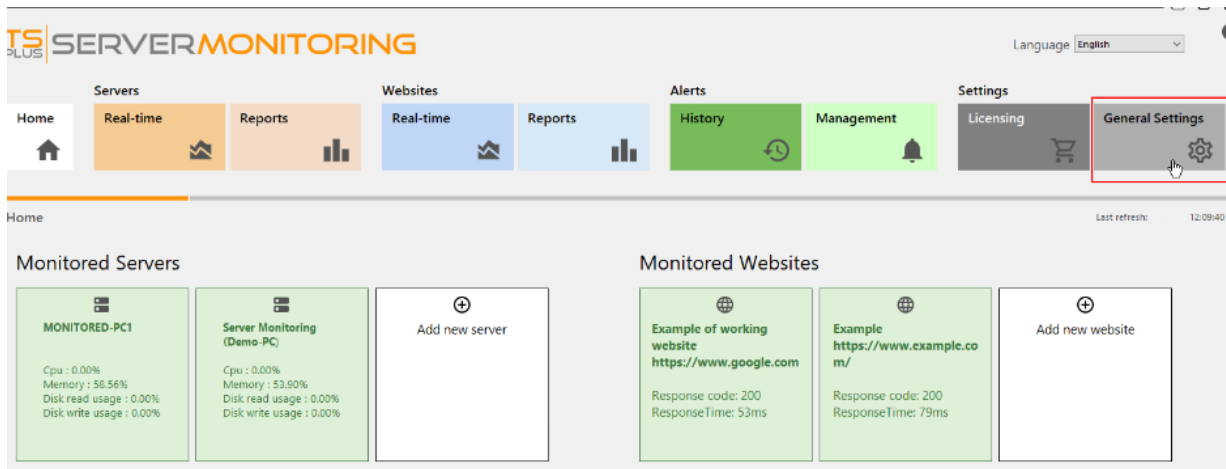 TS PLUS SERVERMONITORING
Language English
Servers Websites Alerts Settings
Home Real-time Reports Real-time Reports History Management Licensing General Settings
Home Last refresh: 12:09:40
Monitored Servers
MONITORED-PC1
Cpu : 0.00%
Memory : 58.56%
Disk read usage : 0.00%
Disk write usage : 0.00%
Server Monitoring
(Demo-PC)
Cpu : 0.00%
Memory : 53.90%
Disk read usage : 0.00%
Disk write usage : 0.00%
Add new server
Monitored Websites
Example of working
website
https://www.google.com
Response code: 200
ResponseTime: 53ms
Example
https://www.example.co
m/
Response code: 200
ResponseTime: 79ms
Add new website